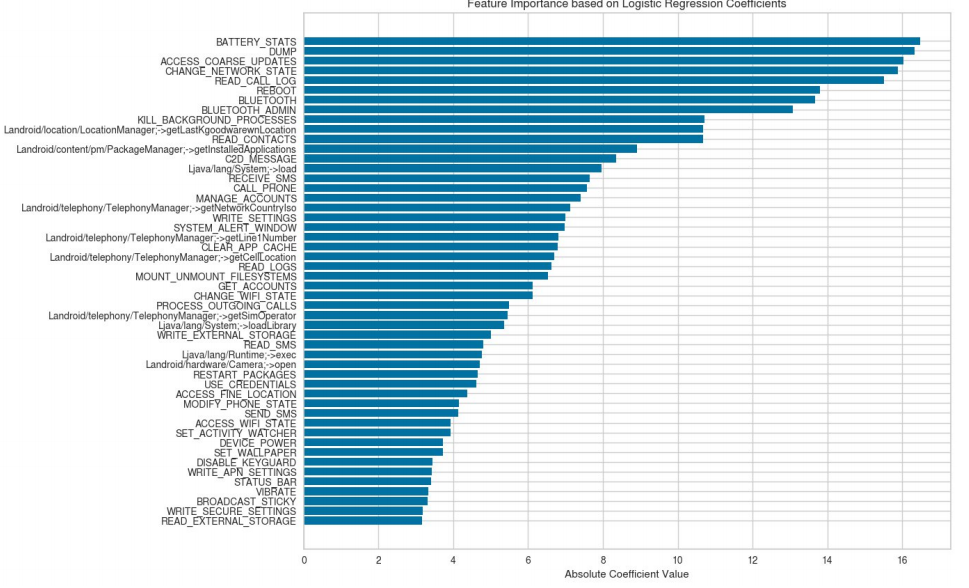 Feature Importance based on Logistic Regression Coefficients
BATTERY_STATS
DUMP
ACCESS_COARSE_UPDATES
CHANGE_NETWORK_STATE
READ_CALL_LOG
REBOOT
BLUETOOTH
BLUETOOTH_ADMIN
KILL_BACKGROUND_PROCESSES
Landroid/location/LocationManager;->getLastKgoodwarewnLocation
READ_CONTACTS
Landroid/content/pm/PackageManager;->getInstalledApplications
C2D_MESSAGE
Ljava/lang/System;->load
RECEIVE_SMS
CALL_PHONE
MANAGE_ACCOUNTS
Landroid/telephony/TelephonyManager;->getNetworkCountryIso
WRITE_SETTINGS
SYSTEM_ALERT_WINDOW
Landroid/telephony/TelephonyManager;->getLine1Number
CLEAR_APP_CACHE
Landroid/telephony/TelephonyManager;->getCellLocation
READ_LOGS
MOUNT_UNMOUNT_FILESYSTEMS
GET_ACCOUNTS
CHANGE_WIFI_STATE
PROCESS_OUTGOING_CALLS
Landroid/telephony/TelephonyManager;->getSimOperator
Ljava/lang/System;->loadLibrary
WRITE_EXTERNAL_STORAGE
READ_SMS
Ljava/lang/Runtime;->exec
Landroid/hardware/Camera;->open
RESTART_PACKAGES
USE_CREDENTIALS
ACCESS_FINE_LOCATION
MODIFY_PHONE_STATE
SEND_SMS
ACCESS_WIFI_STATE
SET_ACTIVITY_WATCHER
DEVICE_POWER
SET_WALLPAPER
DISABLE_KEYGUARD
WRITE_APN_SETTINGS
STATUS_BAR
VIBRATE
BROADCAST_STICKY
WRITE_SECURE_SETTINGS
READ_EXTERNAL_STORAGE
0 2 4 6 8 10 12 14 16
Absolute Coefficient Value